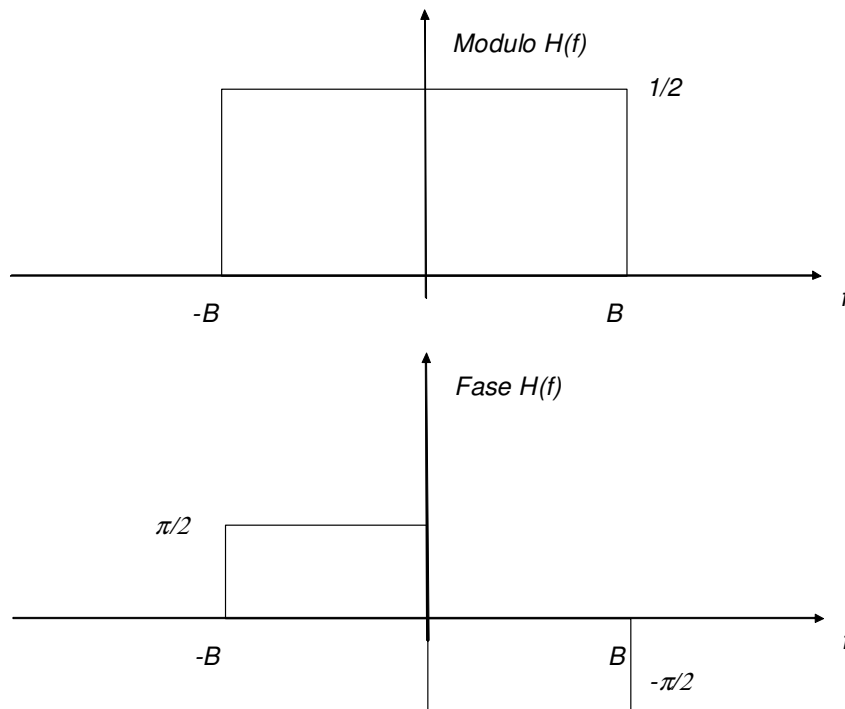 Modulo H(f)
1/2
-B
B
f
Fase H(f)
π/2
-B
B
-π/2